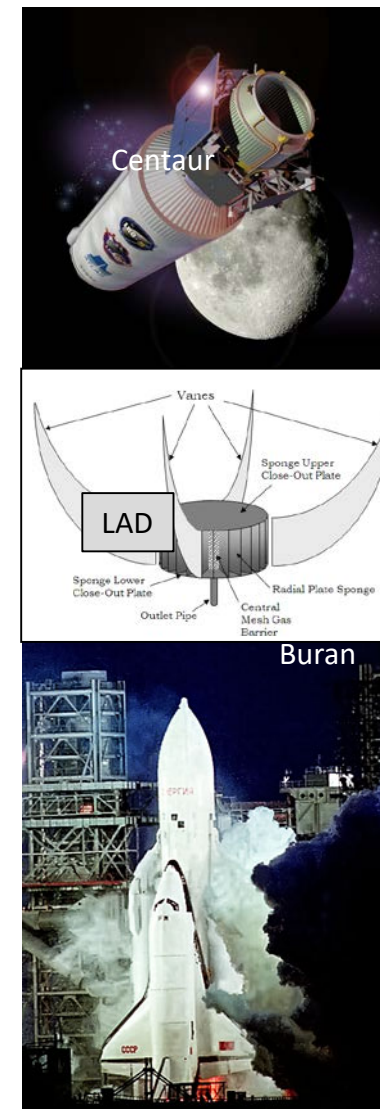 Centaur
Vanes
Sponge Upper
Close-Out Plate
LAD
Sponge Lower
Close-Out Plate
Radial Plate Sponge
Outlet Pipe
Central
Mesh Gas
Barrier
Buran
СССР